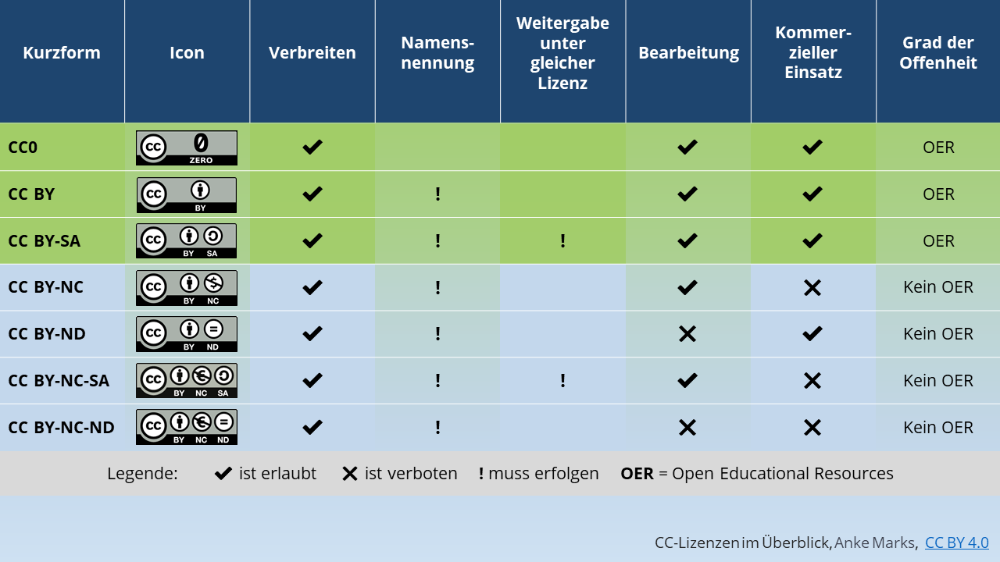 Kurzform Icon Verbreiten Namens-nennung Weitergabe unter gleicher Lizenz Bearbeitung Kommer-zieller Einsatz Grad der Offenheit
CC0 cc 0 ZERO ✔ ✔ ✔ OER
CC BY cc BY ✔ ! ✔ ✔ OER
CC BY-SA cc BY SA ✔ ! ! ✔ ✔ OER
CC BY-NC cc $ BY NC ✔ ! ✔ ✖ Kein OER
CC BY-ND cc = BY ND ✔ ! ✖ ✔ Kein OER
CC BY-NC-SA cc € BY NC SA ✔ ! ! ✔ ✖ Kein OER
CC BY-NC-ND cc € = BY NC ND ✔ ! ✖ ✖ Kein OER
Legende: ✔ ist erlaubt ✖ ist verboten ! muss erfolgen OER = Open Educational Resources
CC-Lizenzen im Überblick, Anke Marks, CC BY 4.0